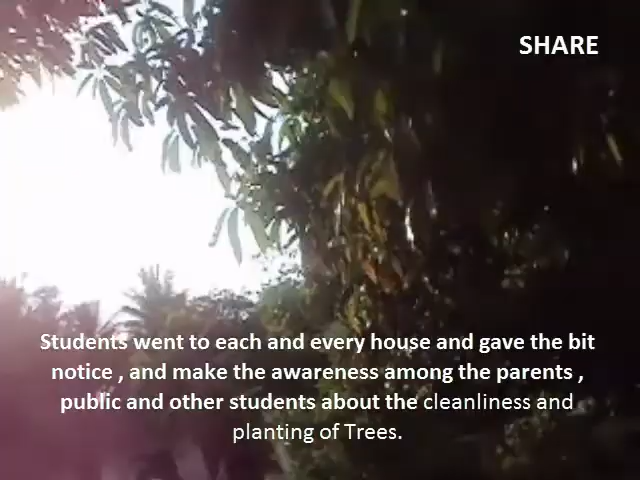 SHARE
Students went to each and every house and gave the bit
notice , and make the awareness among the parents ,
public and other students about the cleanliness and
planting of Trees.